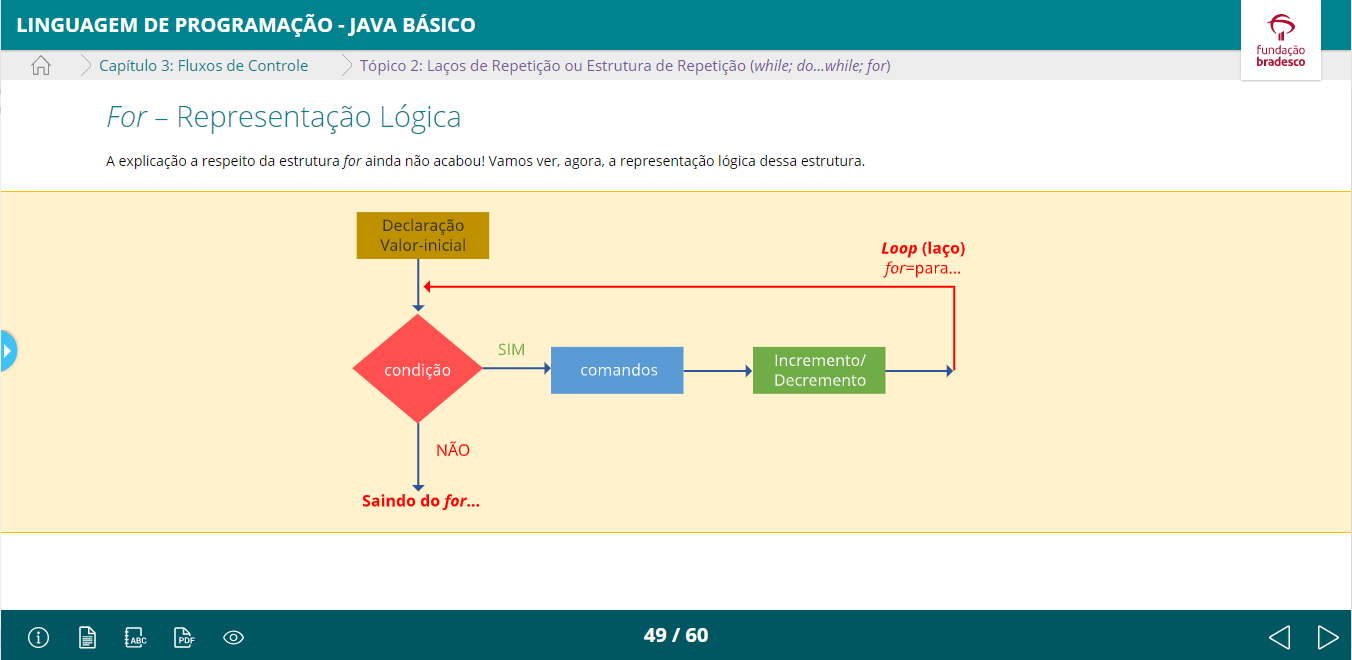 LINGUAGEM DE PROGRAMAÇÃO - JAVA BÁSICO
fundação
bradesco
Capítulo 3: Fluxos de Controle
Tópico 2: Laços de Repetição ou Estrutura de Repetição (while; do...while; for)
For – Representação Lógica
A explicação a respeito da estrutura for ainda não acabou! Vamos ver, agora, a representação lógica dessa estrutura.
Declaração
Valor-inicial
Loop (laço)
for=para...
condição
SIM
comandos
Incremento/
Decremento
NÃO
Saindo do for...
ABC
PDF
49 / 60